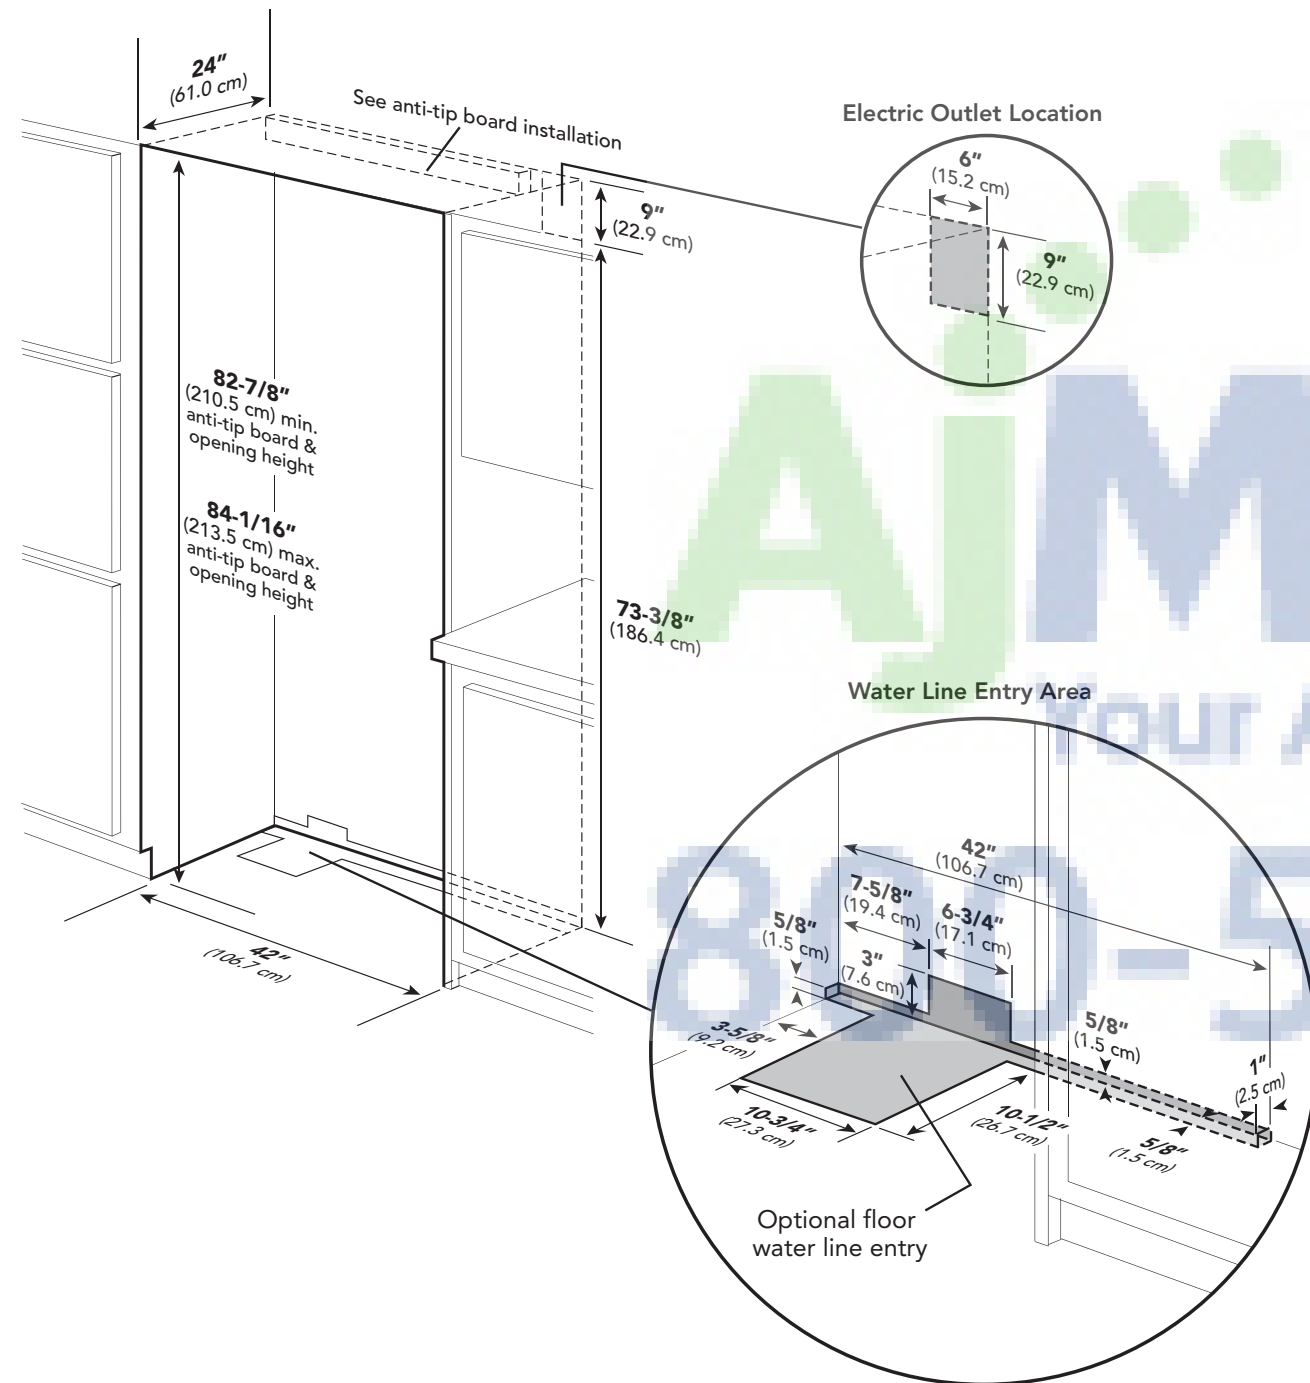 24"
(61.0 cm)
See anti-tip board installation
9"
(22.9 cm)
Electric Outlet Location
6"
(15.2 cm)
9"
(22.9 cm)
82-7/8"
(210.5 cm) min.
anti-tip board &
opening height
84-1/16"
(213.5 cm) max.
anti-tip board &
opening height
73-3/8"
(186.4 cm)
42"
(106.7 cm)
AjM
YOUR A
800-5
Water Line Entry Area
42"
(106.7 cm)
7-5/8"
(19.4 cm)
6-3/4"
(17.1 cm)
5/8"
(1.5 cm)
3"
(7.6 cm)
3-5/8"
(9.2 cm)
5/8"
(1.5 cm)
1"
(2.5 cm)
10-3/4"
(27.3 cm)
10-1/2"
(26.7 cm)
5/8"
(1.5 cm)
Optional floor
water line entry